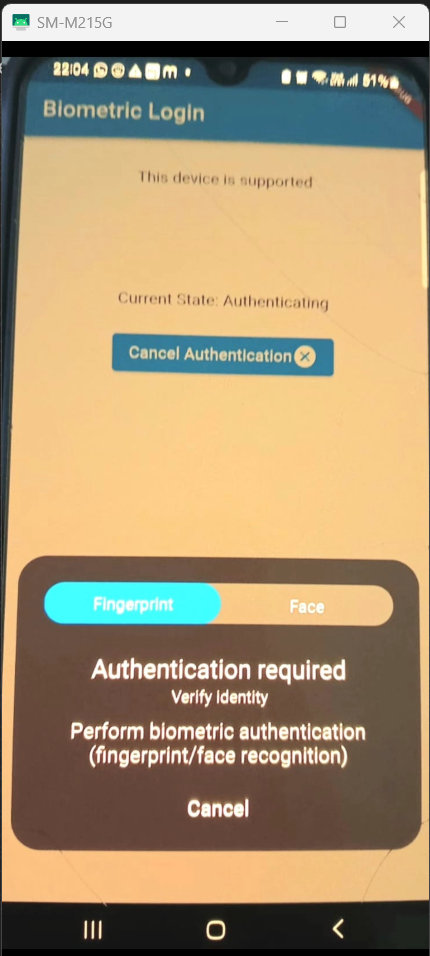 SM-M215G
22:04
51%
Biometric Login
This device is supported
Current State: Authenticating
Cancel Authentication
Fingerprint
Face
Authentication required
Verify identity
Perform biometric authentication
(fingerprint/face recognition)
Cancel